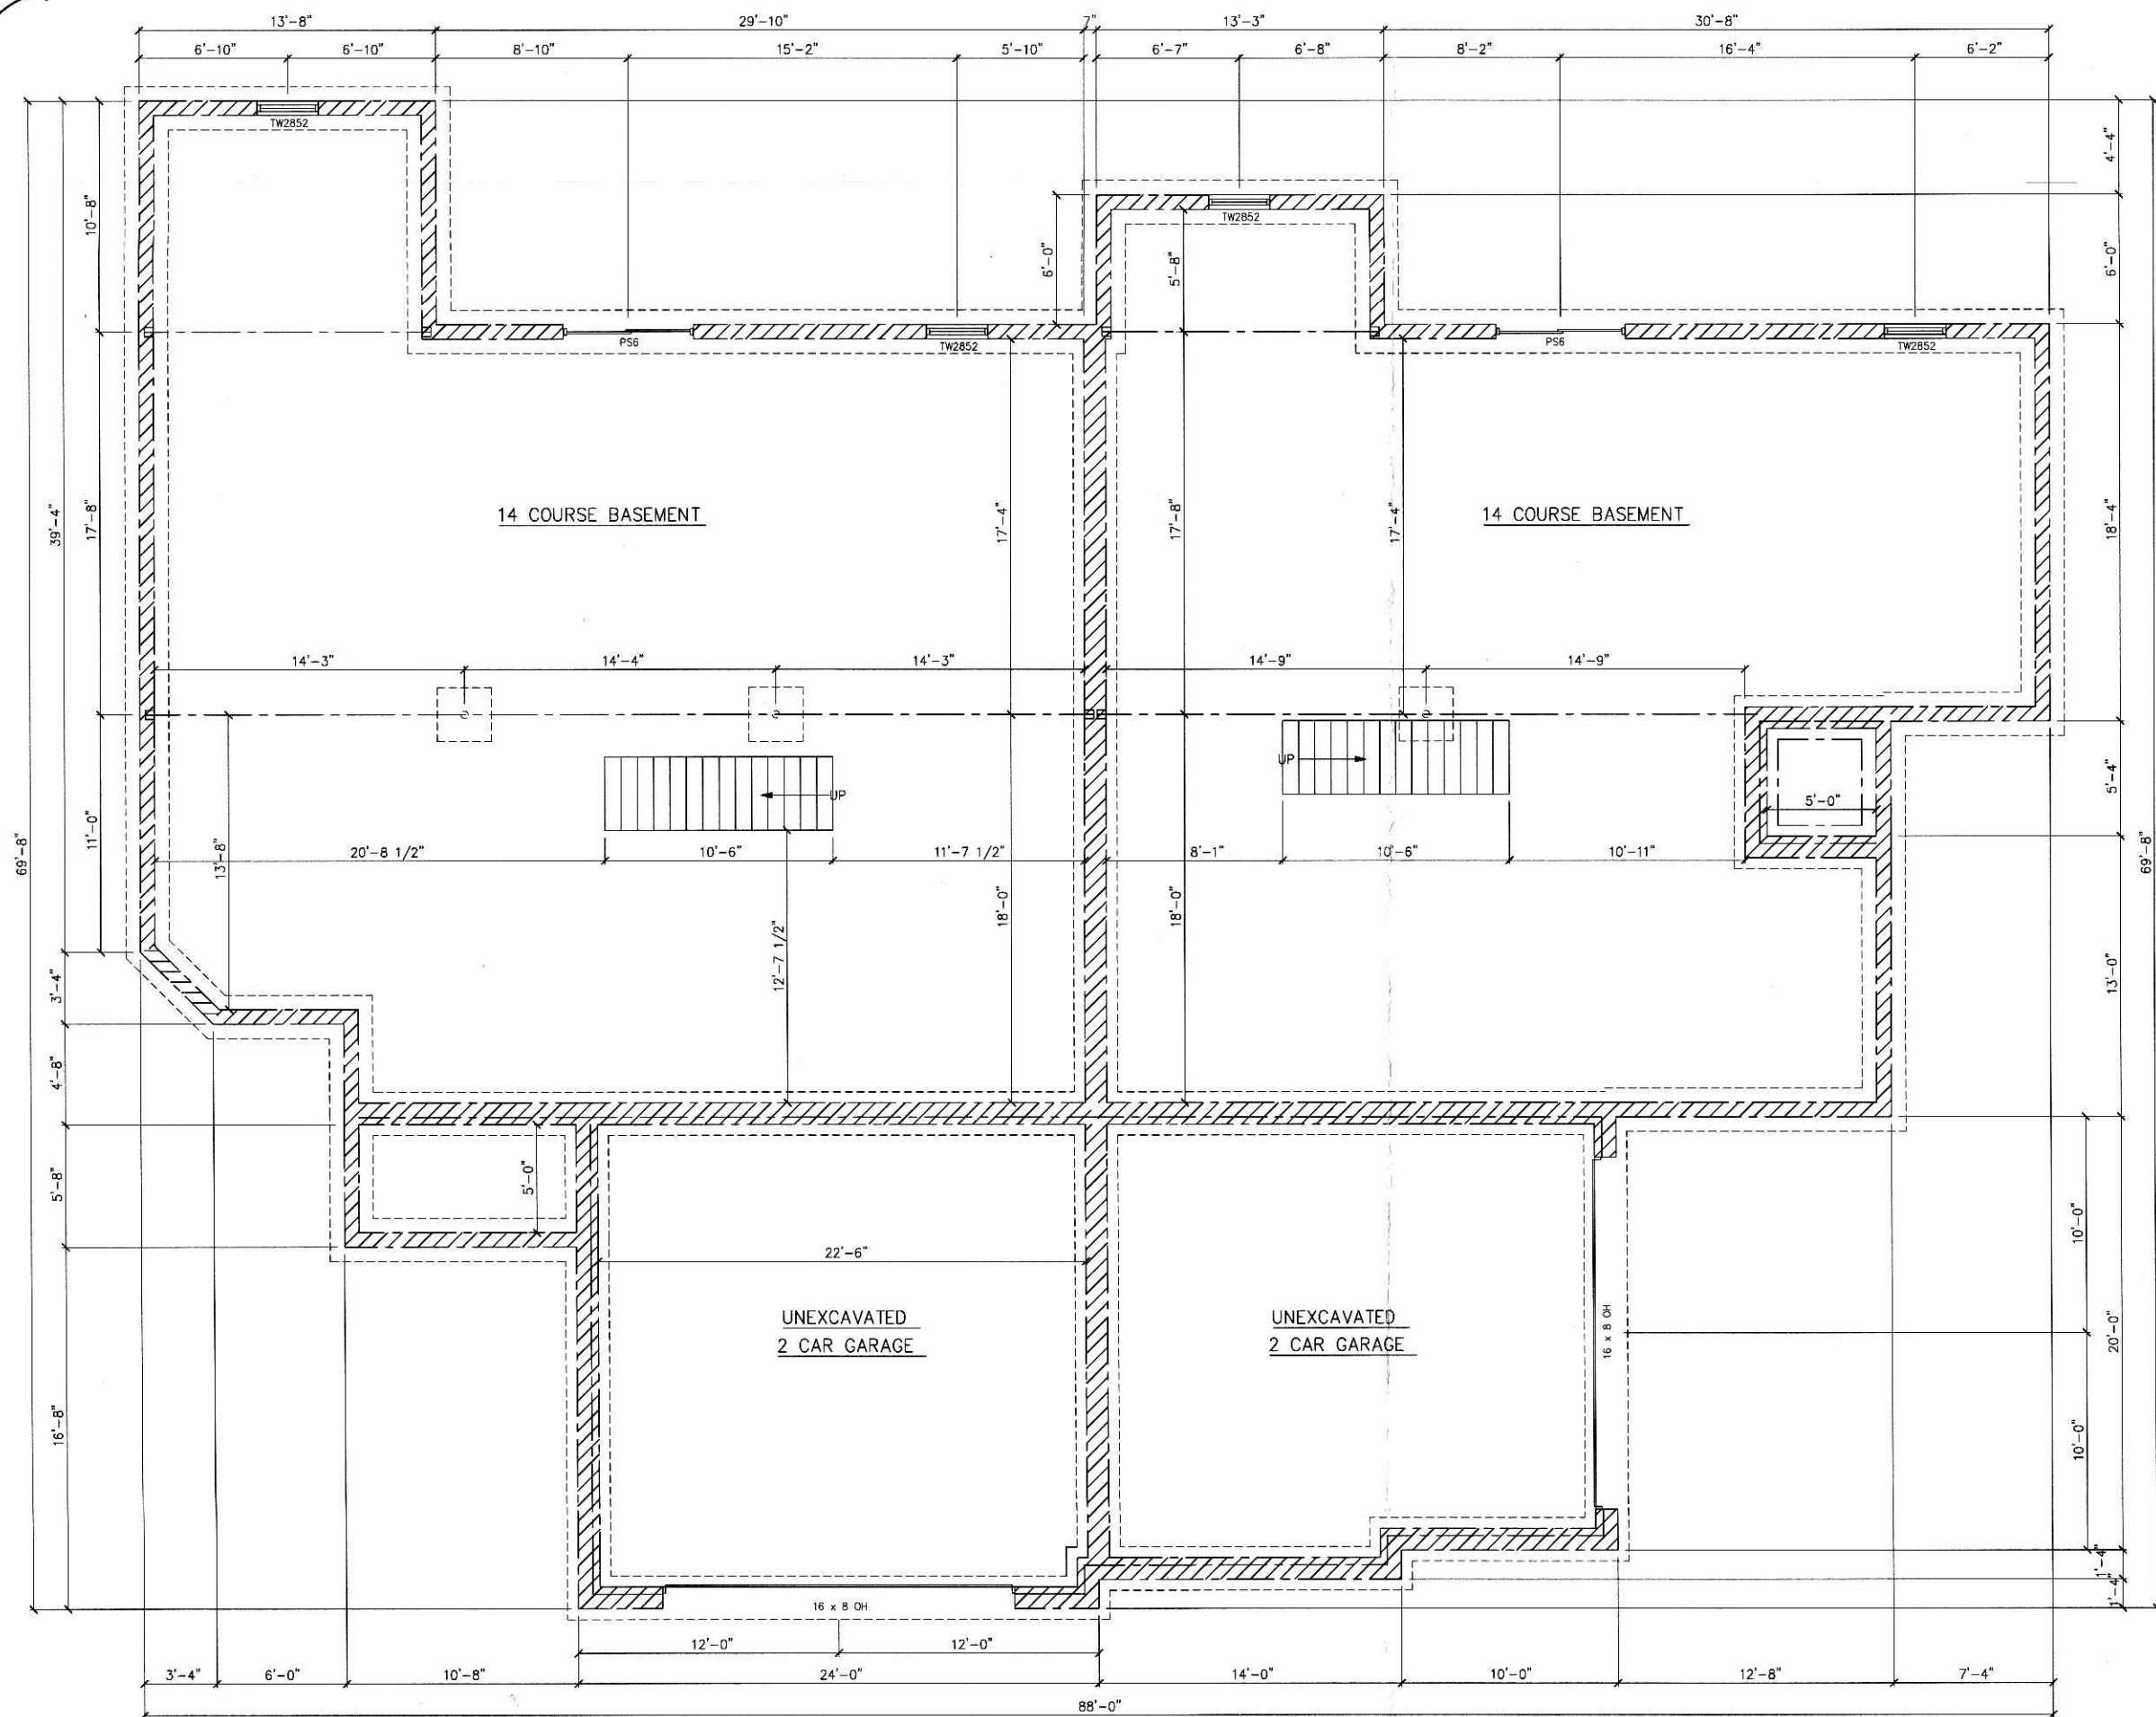 13'-8" 29'-10" 7" 13'-3" 30'-8"
6'-10" 6'-10" 8'-10" 15'-2" 5'-10" 6'-7" 6'-8" 8'-2" 16'-4" 6'-2"
TW2852
4'-4"
10'-8"
TW2852
6'-0"
5'-8"
6'-0"
PS6
TW2852
PS6
TW2852
39'-4"
17'-8"
14 COURSE BASEMENT
17'-4"
17'-8"
17'-4"
14 COURSE BASEMENT
18'-4"
14'-3" 14'-4" 14'-3" 14'-9" 14'-9"
UP
UP
69'-8"
11'-0"
13'-8"
5'-0"
5'-4"
69'-8"
20'-8 1/2" 10'-6" 11'-7 1/2" 8'-1" 10'-6" 10'-11"
12'-7 1/2"
18'-0"
18'-0"
3'-4"
13'-0"
4'-8"
5'-8"
5'-0"
10'-0"
22'-6"
UNEXCAVATED
2 CAR GARAGE
UNEXCAVATED
2 CAR GARAGE
16 x 8 OH
20'-0"
16'-8"
10'-0"
1'-4"
1'-4"
16 x 8 OH
12'-0" 12'-0"
3'-4" 6'-0" 10'-8" 24'-0" 14'-0" 10'-0" 12'-8" 7'-4"
88'-0"